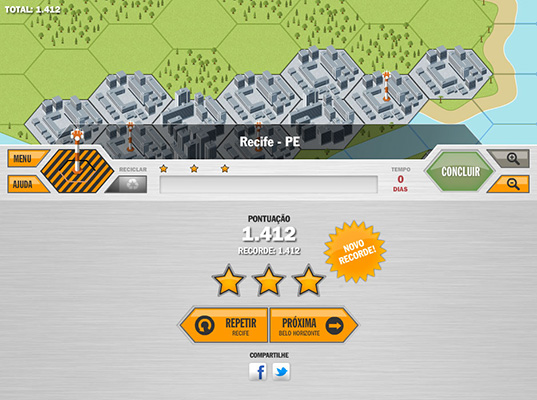 TOTAL: 1.412
Recife - PE
MENU
RECICLAR
TEMPO
0
DIAS
CONCLUIR
AJUDA
PONTUAÇÃO
1.412
RECORDE: 1.412
NOVO
RECORDE!
REPETIR
RECIFE
PRÓXIMA
BELO HORIZONTE
COMPARTILHE